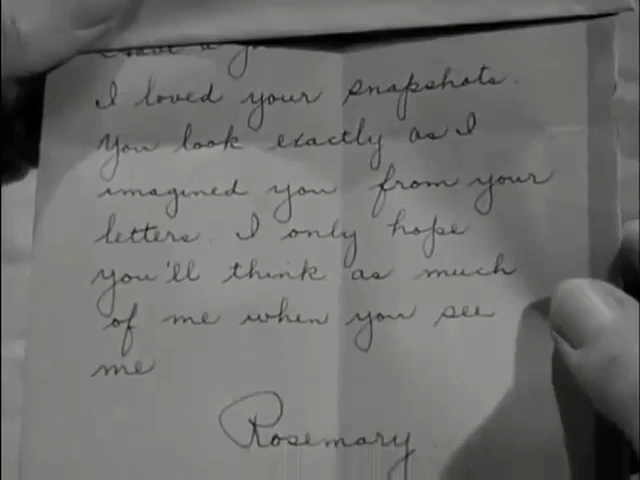 I loved your snapshots.
You look exactly as I
imagined you from your
letters. I only hope
you'll think as much
of me when you see
me
Rosemary